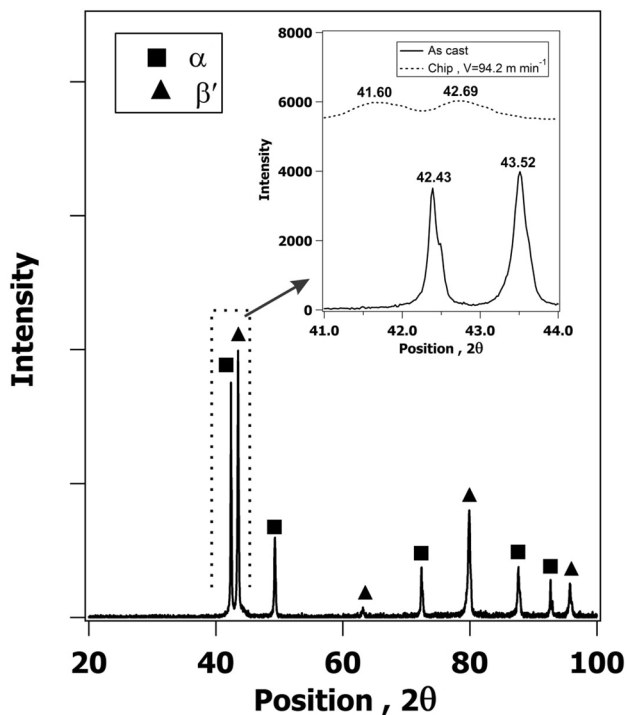 α
β′
Intensity
20
40
60
80
100
Position , 2θ
As cast
Chip , V=94.2 m min⁻¹
8000
6000
4000
2000
0
Intensity
41.60
42.69
42.43
43.52
41.0
42.0
43.0
44.0
Position , 2θ